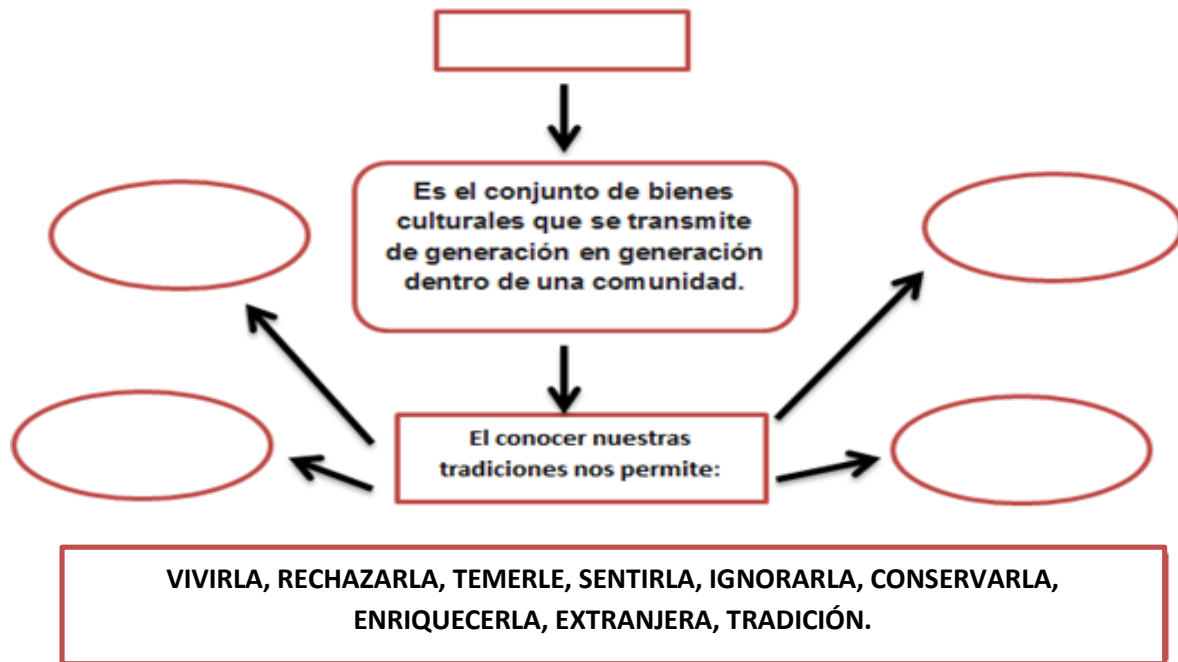 Es el conjunto de bienes
culturales que se transmite
de generación en generación
dentro de una comunidad.
El conocer nuestras
tradiciones nos permite:
VIVIRLA, RECHAZARLA, TEMERLE, SENTIRLA, IGNORARLA, CONSERVARLA,
ENRIQUECERLA, EXTRANJERA, TRADICIÓN.